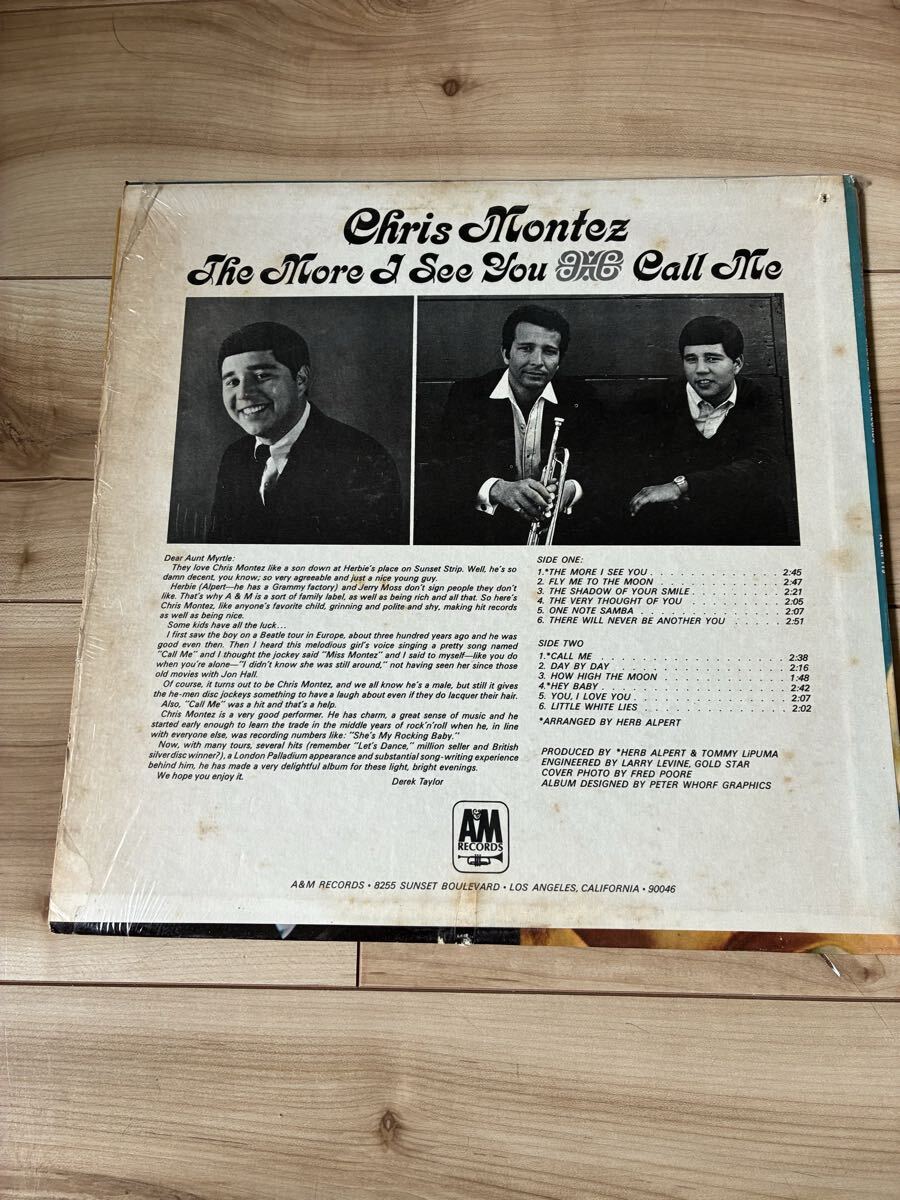 Chris Montez
The More I See You Call Me
Dear Aunt Myrtle:
They love Chris Montez like a son down at Herbie's place on Sunset Strip. Well, he's so
damn decent, you know; so very agreeable and just a nice young guy.
Herbie (Alpert—he has a Grammy factory) and Jerry Moss don't sign people they don't
like. That's why A & M is a sort of family label, as well as being rich and all that. So here's
Chris Montez, like anyone's favorite child, grinning and polite and shy, making hit records
as well as being nice.
Some kids have all the luck...
I first saw the boy on a Beatle tour in Europe, about three hundred years ago and he was
good even then. Then I heard this melodious girl's voice singing a pretty song named
"Call Me" and I thought the jockey said "Miss Montez" and I said to myself—like you do
when you're alone—"I didn't know she was still around," not having seen her since those
old movies with Jon Hall.
Of course, it turns out to be Chris Montez, and we all know he's a male, but still it gives
the he-men disc jockeys something to have a laugh about even if they do lacquer their hair.
Also, "Call Me" was a hit and that's a help.
Chris Montez is a very good performer. He has charm, a great sense of music and he
started early enough to learn the trade in the middle years of rock'n'roll when he, in line
with everyone else, was recording numbers like: "She's My Rocking Baby."
Now, with many tours, several hits (remember "Let's Dance," million seller and British
silver disc winner?), a London Palladium appearance and substantial song-writing experience
behind him, he has made a very delightful album for these light, bright evenings.
We hope you enjoy it.
Derek Taylor
SIDE ONE:
1.*THE MORE I SEE YOU . . . . . . . . . . . . 2:45
2. FLY ME TO THE MOON . . . . . . . . . . . . 2:47
3. THE SHADOW OF YOUR SMILE . . . . . . . . . 2:21
4. THE VERY THOUGHT OF YOU . . . . . . . . . 2:05
5. ONE NOTE SAMBA . . . . . . . . . . . . . . 2:07
6. THERE WILL NEVER BE ANOTHER YOU . . . . . 2:51
SIDE TWO
1.*CALL ME . . . . . . . . . . . . . . . . . 2:38
2. DAY BY DAY . . . . . . . . . . . . . . . . 2:16
3. HOW HIGH THE MOON . . . . . . . . . . . . 1:48
4.*HEY BABY . . . . . . . . . . . . . . . . . 2:42
5. YOU, I LOVE YOU . . . . . . . . . . . . . 2:07
6. LITTLE WHITE LIES . . . . . . . . . . . . 2:02
*ARRANGED BY HERB ALPERT
PRODUCED BY *HERB ALPERT & TOMMY LiPUMA
ENGINEERED BY LARRY LEVINE, GOLD STAR
COVER PHOTO BY FRED POORE
ALBUM DESIGNED BY PETER WHORF GRAPHICS
A&M
RECORDS
A&M RECORDS • 8255 SUNSET BOULEVARD • LOS ANGELES, CALIFORNIA • 90046